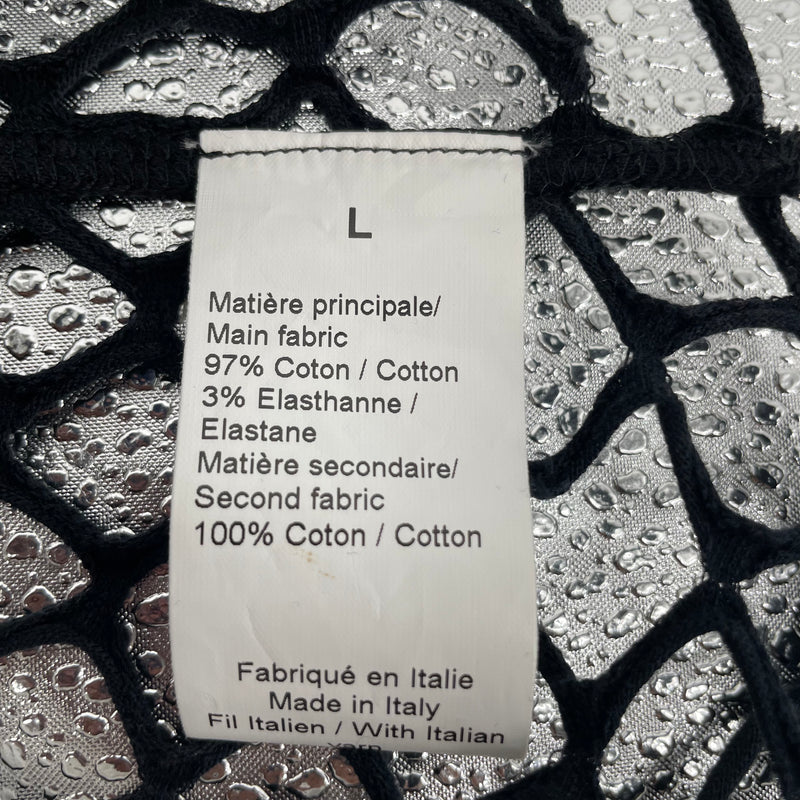 L
Matière principale/
Main fabric
97% Coton / Cotton
3% Elasthanne /
Elastane
Matière secondaire/
Second fabric
100% Coton / Cotton
Fabriqué en Italie
Made in Italy
Fil Italien / With Italian
yarn